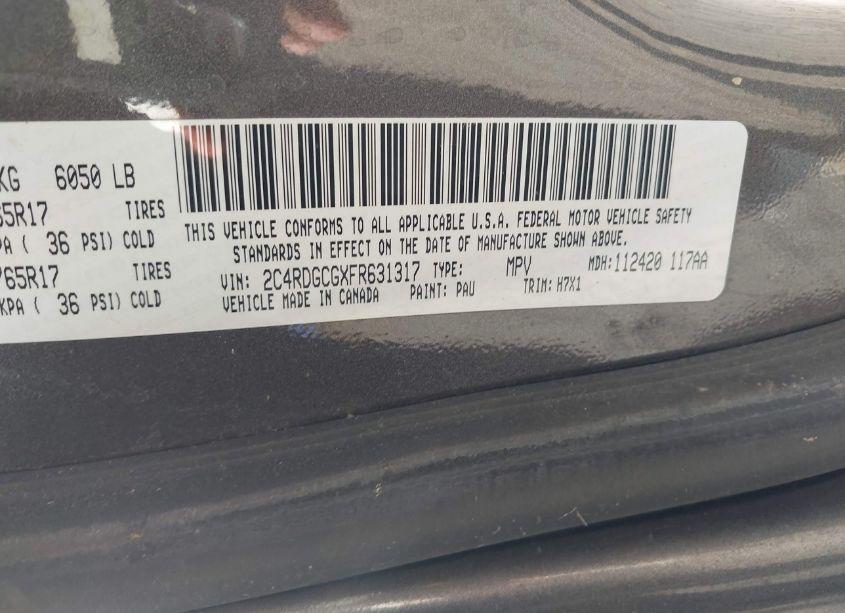 KG 6050 LB
65R17 TIRES
PA ( 36 PSI) COLD
65R17 TIRES
KPA ( 36 PSI) COLD
THIS VEHICLE CONFORMS TO ALL APPLICABLE U.S.A. FEDERAL MOTOR VEHICLE SAFETY
STANDARDS IN EFFECT ON THE DATE OF MANUFACTURE SHOWN ABOVE.
VIN: 2C4RDGCGXFR631317 TYPE: MPV MDH:112420 117AA
VEHICLE MADE IN CANADA PAINT: PAU TRIM: H7X1